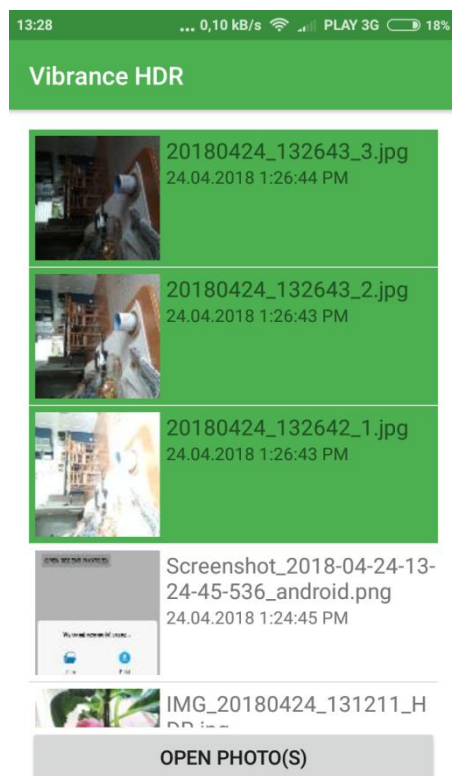 13:28 ... 0,10 kB/s PLAY 3G 18%
Vibrance HDR
20180424_132643_3.jpg
24.04.2018 1:26:44 PM
20180424_132643_2.jpg
24.04.2018 1:26:43 PM
20180424_132642_1.jpg
24.04.2018 1:26:43 PM
Screenshot_2018-04-24-13-
24-45-536_android.png
24.04.2018 1:24:45 PM
IMG_20180424_131211_H
DR.jpg
OPEN PHOTO(S)